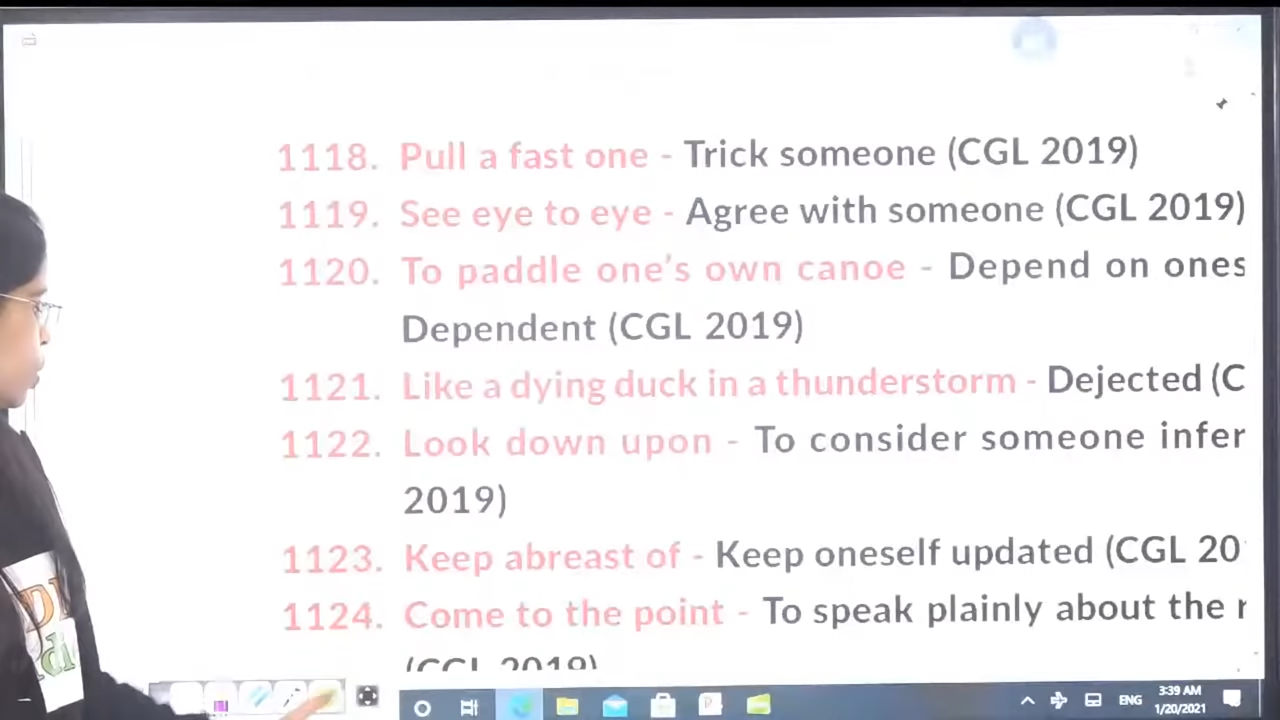 1118. Pull a fast one - Trick someone (CGL 2019)
1119. See eye to eye - Agree with someone (CGL 2019)
1120. To paddle one's own canoe - Depend on ones
Dependent (CGL 2019)
1121. Like a dying duck in a thunderstorm - Dejected (C
1122. Look down upon - To consider someone infer
2019)
1123. Keep abreast of - Keep oneself updated (CGL 20
1124. Come to the point - To speak plainly about the
(CGL 2019)
ENG
3:39 AM
1/20/2021